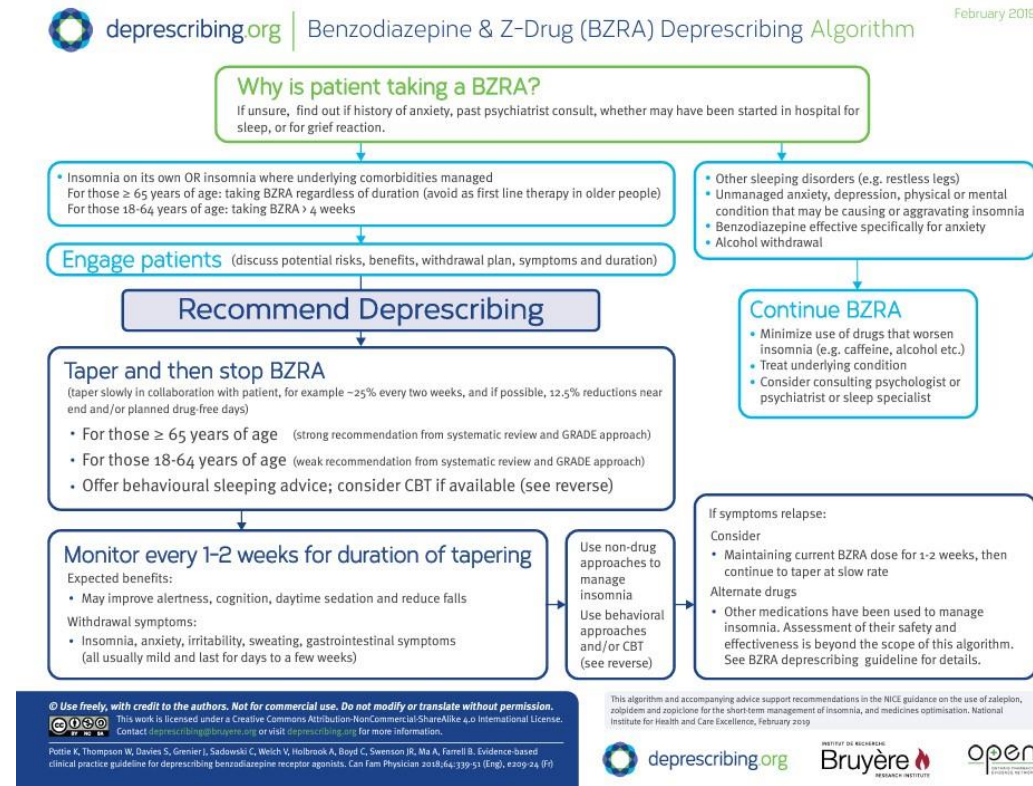 deprescribing.org | Benzodiazepine & Z-Drug (BZRA) Deprescribing Algorithm
February 2019
Why is patient taking a BZRA?
If unsure, find out if history of anxiety, past psychiatrist consult, whether may have been started in hospital for
sleep, or for grief reaction.
• Insomnia on its own OR insomnia where underlying comorbidities managed
For those ≥ 65 years of age: taking BZRA regardless of duration (avoid as first line therapy in older people)
For those 18-64 years of age: taking BZRA > 4 weeks
• Other sleeping disorders (e.g. restless legs)
• Unmanaged anxiety, depression, physical or mental
condition that may be causing or aggravating insomnia
• Benzodiazepine effective specifically for anxiety
• Alcohol withdrawal
Engage patients (discuss potential risks, benefits, withdrawal plan, symptoms and duration)
Recommend Deprescribing
Continue BZRA
• Minimize use of drugs that worsen
insomnia (e.g. caffeine, alcohol etc.)
• Treat underlying condition
• Consider consulting psychologist or
psychiatrist or sleep specialist
Taper and then stop BZRA
(taper slowly in collaboration with patient, for example ~25% every two weeks, and if possible, 12.5% reductions near
end and/or planned drug-free days)
• For those ≥ 65 years of age (strong recommendation from systematic review and GRADE approach)
• For those 18-64 years of age (weak recommendation from systematic review and GRADE approach)
• Offer behavioural sleeping advice; consider CBT if available (see reverse)
Monitor every 1-2 weeks for duration of tapering
Expected benefits:
• May improve alertness, cognition, daytime sedation and reduce falls
Withdrawal symptoms:
• Insomnia, anxiety, irritability, sweating, gastrointestinal symptoms
(all usually mild and last for days to a few weeks)
Use non-drug
approaches to
manage
insomnia
Use behavioral
approaches
and/or CBT
(see reverse)
If symptoms relapse:
Consider
• Maintaining current BZRA dose for 1-2 weeks, then
continue to taper at slow rate
Alternate drugs
• Other medications have been used to manage
insomnia. Assessment of their safety and
effectiveness is beyond the scope of this algorithm.
See BZRA deprescribing guideline for details.
© Use freely, with credit to the authors. Not for commercial use. Do not modify or translate without permission.
This work is licensed under a Creative Commons Attribution-NonCommercial-ShareAlike 4.0 International License.
Contact deprescribing@bruyere.org or visit deprescribing.org for more information.
BY NC SA
Pottie K, Thompson W, Davies S, Grenier J, Sadowski C, Welch V, Holbrook A, Boyd C, Swenson JR, Ma A, Farrell B. Evidence-based
clinical practice guideline for deprescribing benzodiazepine receptor agonists. Can Fam Physician 2018;64:339-51 (Eng), e209-24 (Fr)
This algorithm and accompanying advice support recommendations in the NICE guidance on the use of zaleplon,
zolpidem and zopiclone for the short-term management of insomnia, and medicines optimisation. National
Institute for Health and Care Excellence, February 2019
deprescribing.org
INSTITUT DE RECHERCHE
Bruyère
RESEARCH INSTITUTE
OPEN
ONTARIO PHARMACY
EVIDENCE NETWORK